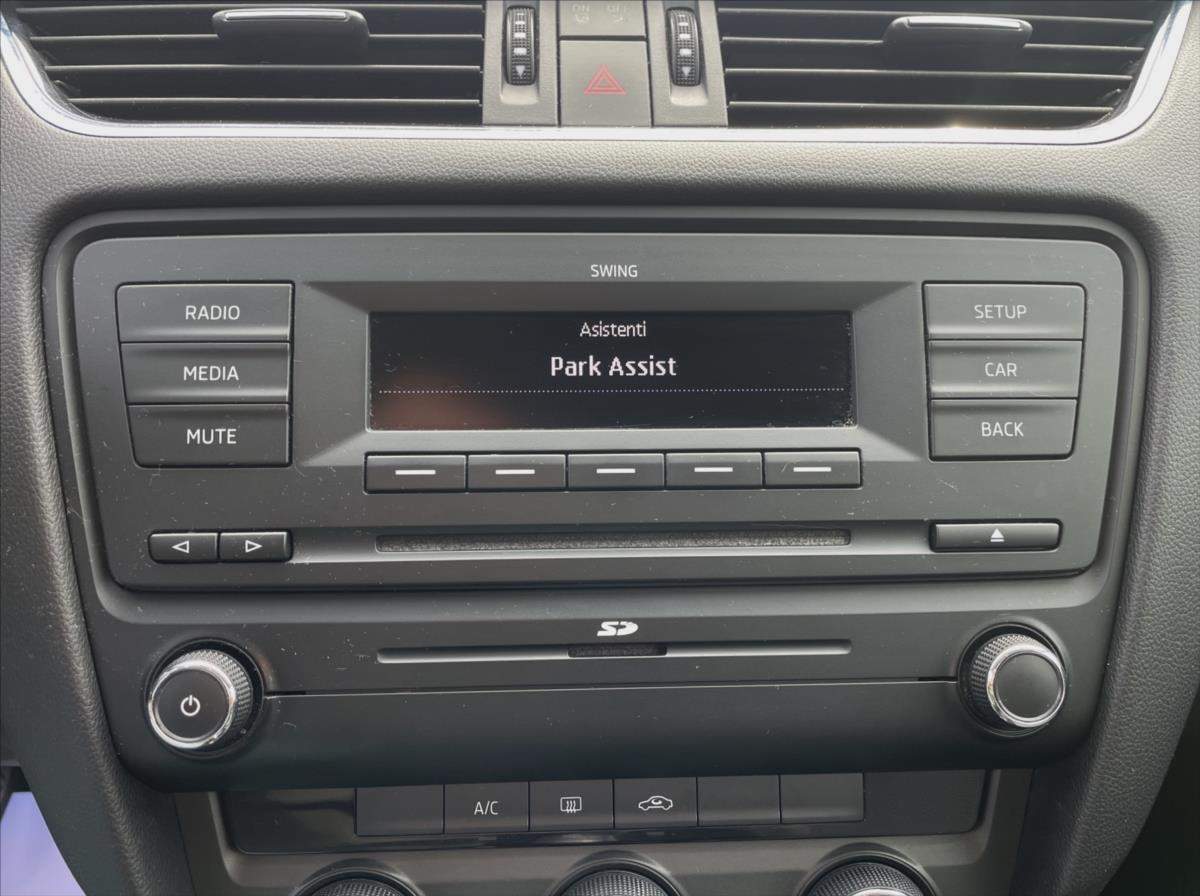 SWING
RADIO
MEDIA
MUTE
Asistenti
Park Assist
SETUP
CAR
BACK
SD
A/C